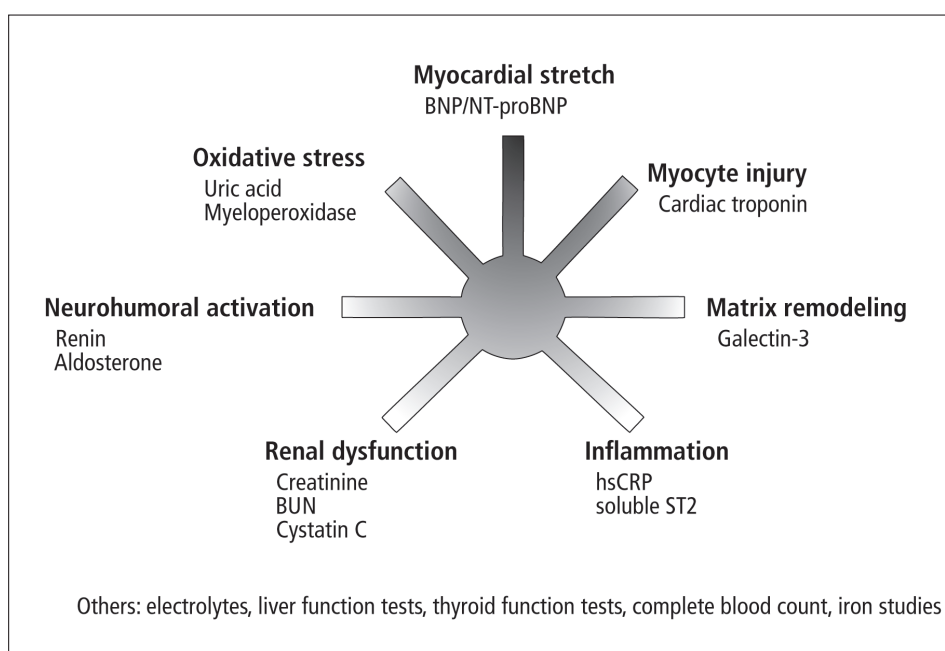 Myocardial stretch
BNP/NT-proBNP
Oxidative stress
Uric acid
Myeloperoxidase
Myocyte injury
Cardiac troponin
Neurohumoral activation
Renin
Aldosterone
Matrix remodeling
Galectin-3
Renal dysfunction
Creatinine
BUN
Cystatin C
Inflammation
hsCRP
soluble ST2
Others: electrolytes, liver function tests, thyroid function tests, complete blood count, iron studies